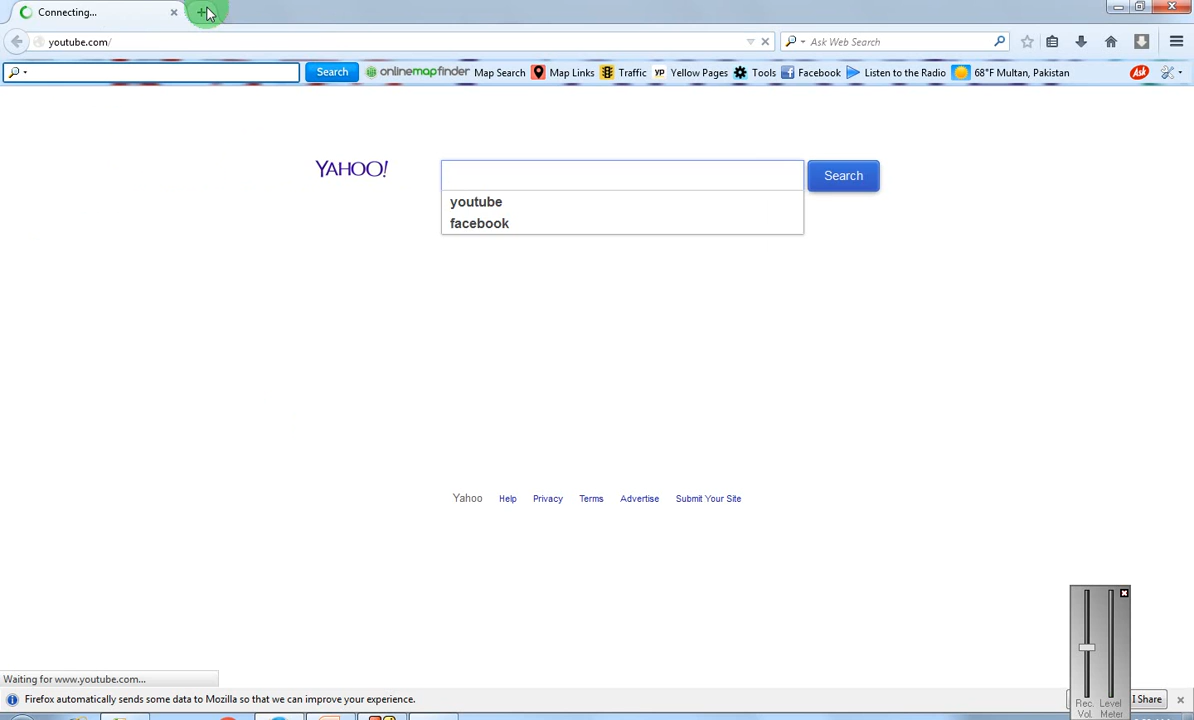 Connecting...
youtube.com/
Ask Web Search
Search onlinemapfinder Map Search Map Links Traffic YP Yellow Pages Tools Facebook Listen to the Radio 68°F Multan, Pakistan Ask
YAHOO! Search
youtube
facebook
Yahoo Help Privacy Terms Advertise Submit Your Site
Waiting for www.youtube.com...
Firefox automatically sends some data to Mozilla so that we can improve your experience. I Share
Rec. Level
Vol. Meter